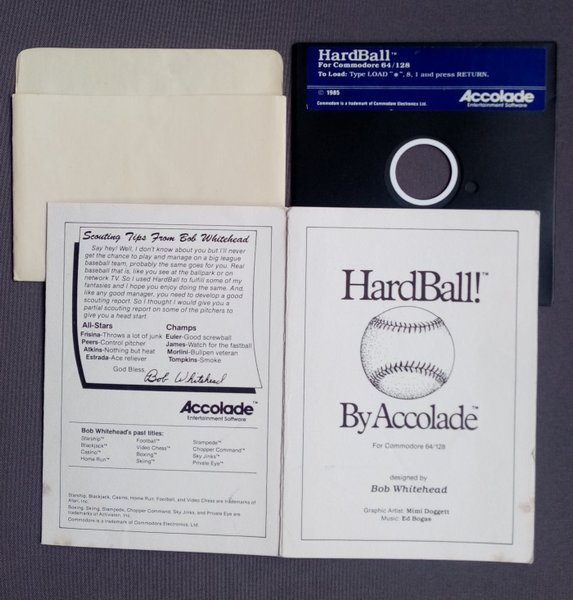 HardBall™
For Commodore 64/128
To Load: Type LOAD "*", 8, 1 and press RETURN.
© 1985
Accolade™
Entertainment Software
Commodore is a trademark of Commodore Electronics Ltd.
Scouting Tips From Bob Whitehead
Say hey! Well, I don't know about you but I'll never
get the chance to play and manage on a big league
baseball team, probably the same goes for you. Real
baseball that is, like you see at the ballpark or on
network TV. So I used HardBall to fulfill some of my
fantasies and I hope you enjoy doing the same. And
like any good manager, you need to develop a good
scouting report. So I thought I would give you a
partial scouting report on some of the pitchers to
give you a head start.
All-Stars
Frisina-Throws a lot of junk
Peers-Control pitcher
Atkins-Nothing but heat
Estrada-Ace reliever
Champs
Euler-Good screwball
James-Watch for the fastball
Morlini-Bullpen veteran
Tompkins-Smoke
God Bless,
Bob Whitehead
Accolade™
Entertainment Software
Bob Whitehead's past titles:
Starship™ Football™ Stampede™
Blackjack™ Video Chess™ Chopper Command™
Casino™ Boxing™ Sky Jinks™
Home Run™ Skiing™ Private Eye™
Starship, Blackjack, Casino, Home Run, Football, and Video Chess are trademarks of
Atari, Inc.
Boxing, Skiing, Stampede, Chopper Command, Sky Jinks, and Private Eye are
trademarks of Activision, Inc.
Commodore is a trademark of Commodore Electronics, Ltd.
HardBall!™
By Accolade™
For Commodore 64/128
designed by
Bob Whitehead
Graphic Artist: Mimi Doggett
Music: Ed Bogas